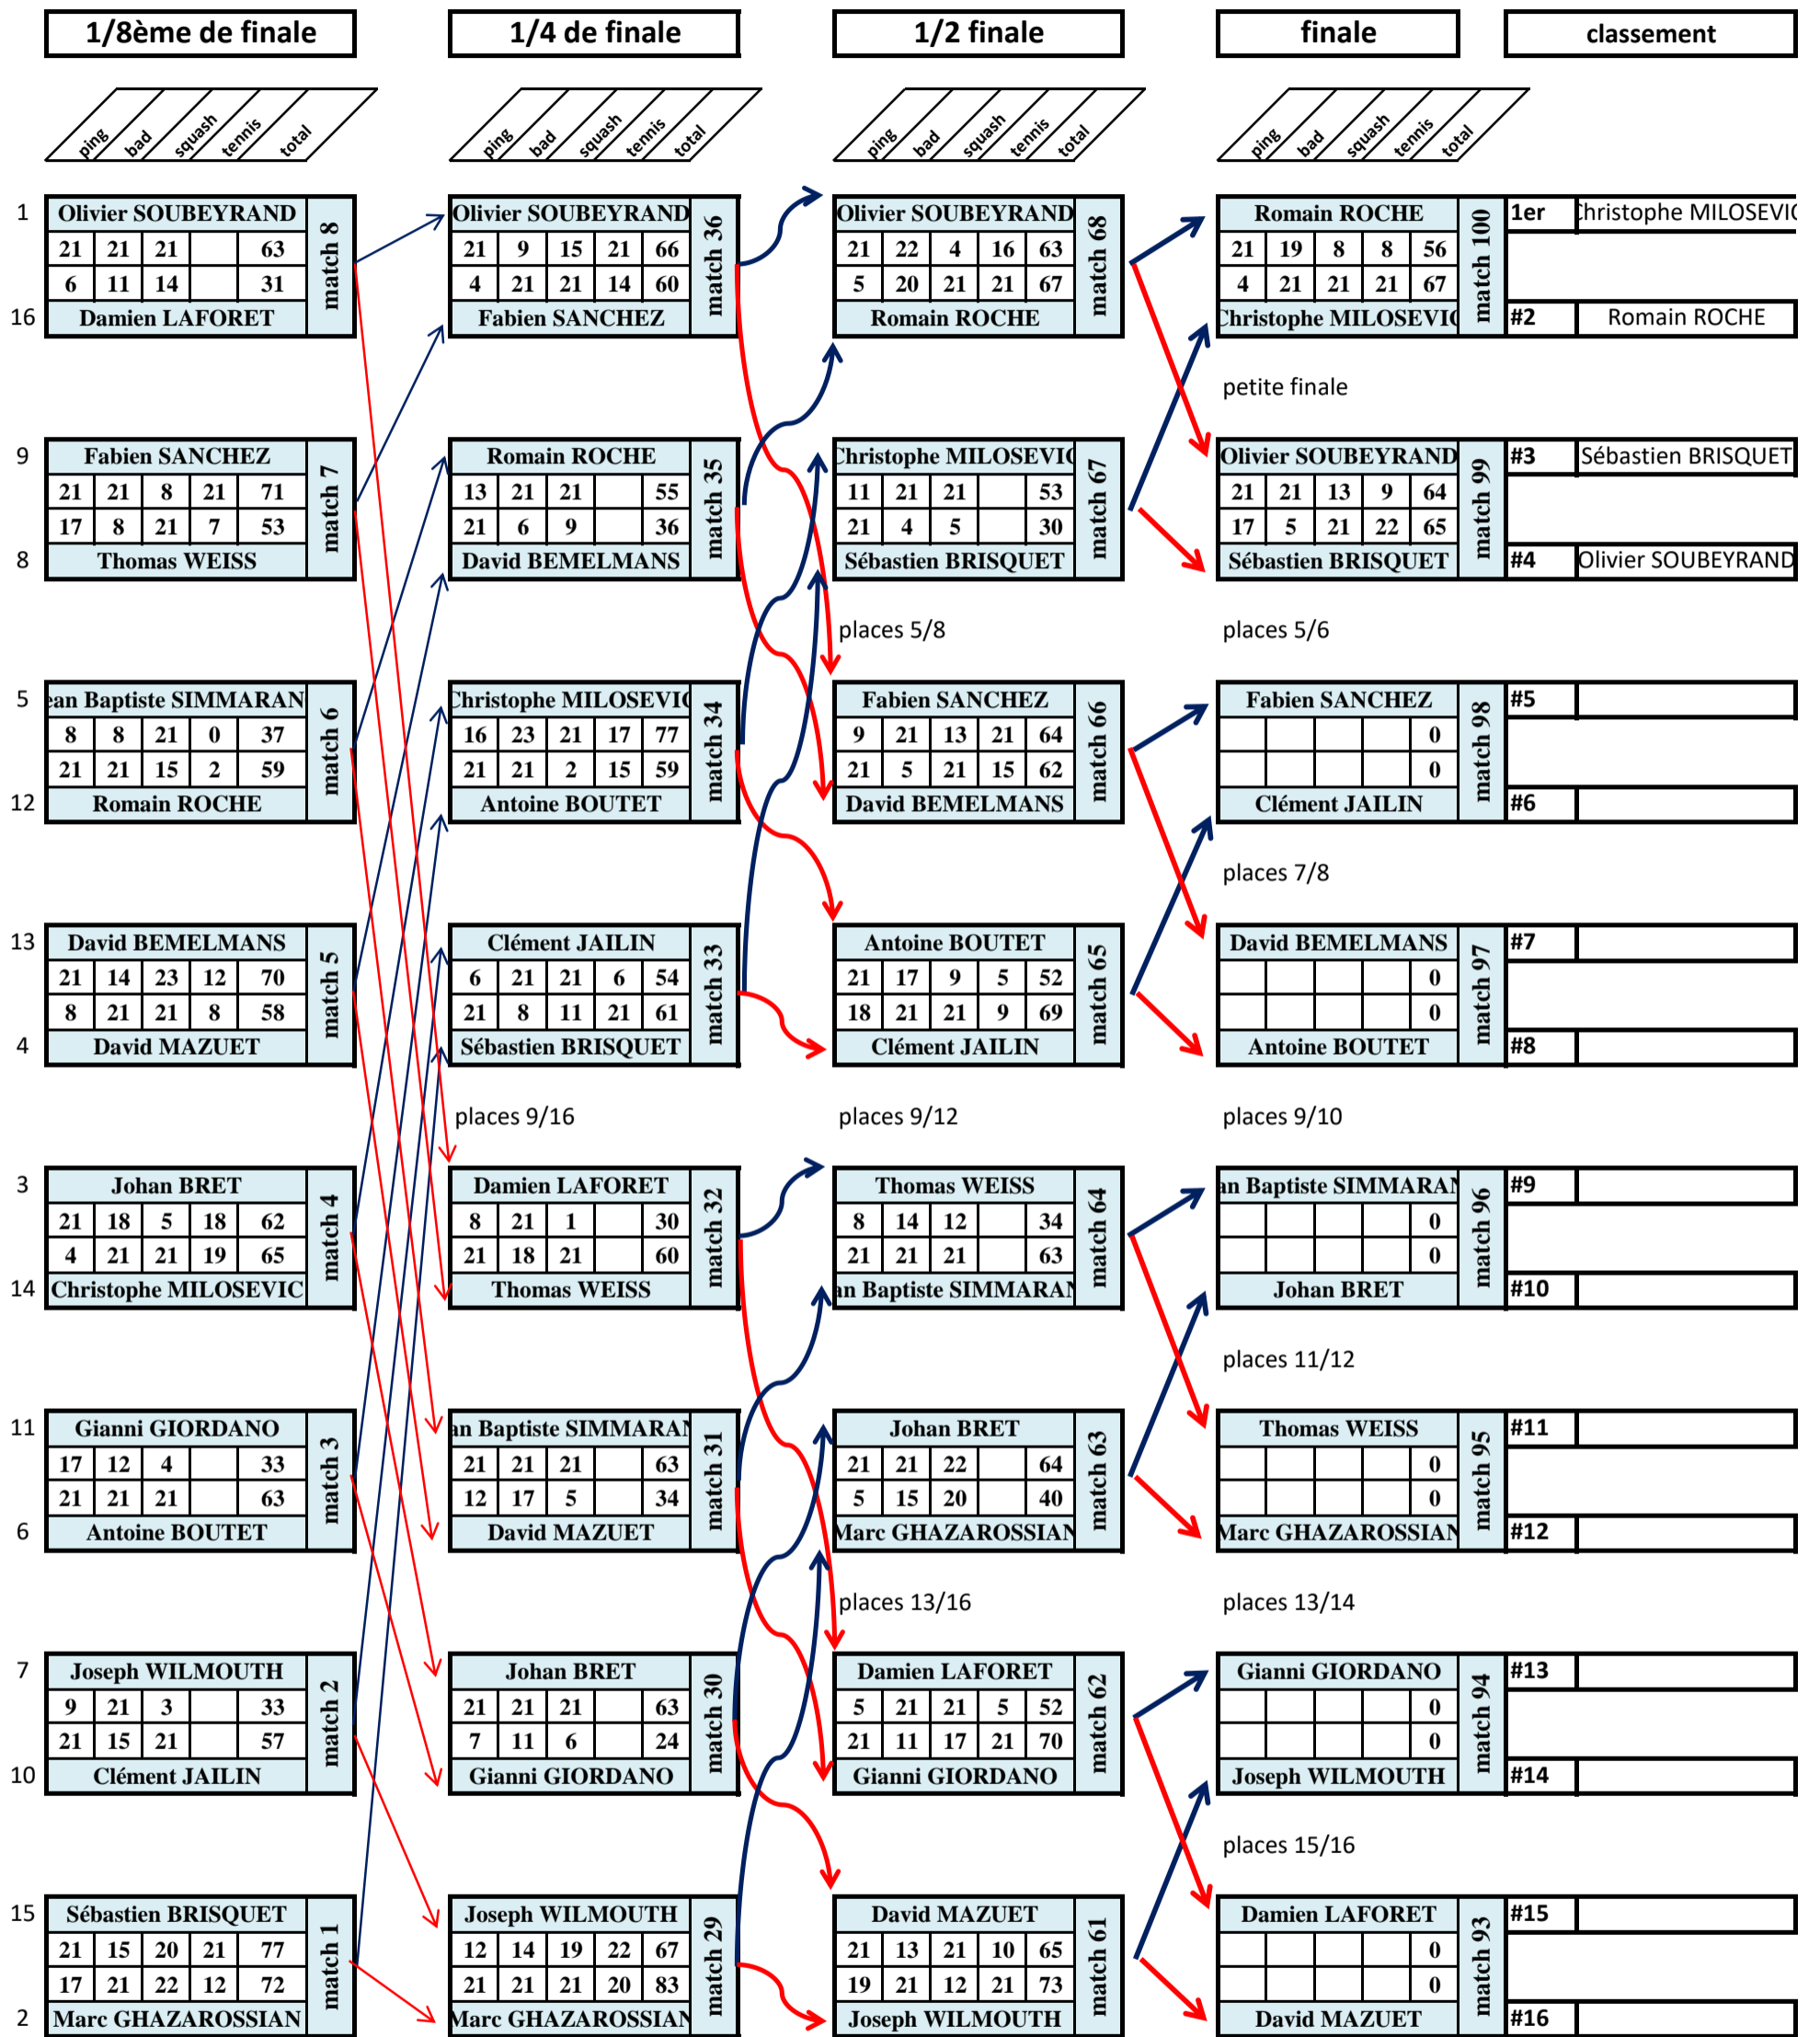 1/8ème de finale 1/4 de finale 1/2 finale finale classement
ping bad squash tennis total ping bad squash tennis total ping bad squash tennis total ping bad squash tennis total
1 Olivier SOUBEYRAND match 8 Olivier SOUBEYRAND match 36 Olivier SOUBEYRAND match 68 Romain ROCHE match 100 1er Christophe MILOSEVIC
21 21 21 63 21 9 15 21 66 21 22 4 16 63 21 19 8 8 56
6 11 14 31 4 21 21 14 60 5 20 21 21 67 4 21 21 21 67
16 Damien LAFORET Fabien SANCHEZ Romain ROCHE Christophe MILOSEVIC #2 Romain ROCHE
petite finale
9 Fabien SANCHEZ match 7 Romain ROCHE match 35 Christophe MILOSEVIC match 67 Olivier SOUBEYRAND match 99 #3 Sébastien BRISQUET
21 21 8 21 71 13 21 21 55 11 21 21 53 21 21 13 9 64
17 8 21 7 53 21 6 9 36 21 4 5 30 17 5 21 22 65
8 Thomas WEISS David BEMELMANS Sébastien BRISQUET Sébastien BRISQUET #4 Olivier SOUBEYRAND
places 5/8 places 5/6
5 ean Baptiste SIMMARAN match 6 Christophe MILOSEVIC match 34 Fabien SANCHEZ match 66 Fabien SANCHEZ match 98 #5
8 8 21 0 37 16 23 21 17 77 9 21 13 21 64 0
21 21 15 2 59 21 21 2 15 59 21 5 21 15 62 0
12 Romain ROCHE Antoine BOUTET David BEMELMANS Clément JAILIN #6
places 7/8
13 David BEMELMANS match 5 Clément JAILIN match 33 Antoine BOUTET match 65 David BEMELMANS match 97 #7
21 14 23 12 70 6 21 21 6 54 21 17 9 5 52 0
8 21 21 8 58 21 8 11 21 61 18 21 21 9 69 0
4 David MAZUET Sébastien BRISQUET Clément JAILIN Antoine BOUTET #8
places 9/16 places 9/12 places 9/10
3 Johan BRET match 4 Damien LAFORET match 32 Thomas WEISS match 64 an Baptiste SIMMARAN match 96 #9
21 18 5 18 62 8 21 1 30 8 14 12 34 0
4 21 21 19 65 21 18 21 60 21 21 21 63 0
14 Christophe MILOSEVIC Thomas WEISS an Baptiste SIMMARAN Johan BRET #10
places 11/12
11 Gianni GIORDANO match 3 an Baptiste SIMMARAN match 31 Johan BRET match 63 Thomas WEISS match 95 #11
17 12 4 33 21 21 21 63 21 21 22 64 0
21 21 21 63 12 17 5 34 5 15 20 40 0
6 Antoine BOUTET David MAZUET Marc GHAZAROSSIAN Marc GHAZAROSSIAN #12
places 13/16 places 13/14
7 Joseph WILMOUTH match 2 Johan BRET match 30 Damien LAFORET match 62 Gianni GIORDANO match 94 #13
9 21 3 33 21 21 21 63 5 21 21 5 52 0
21 15 21 57 7 11 6 24 21 11 17 21 70 0
10 Clément JAILIN Gianni GIORDANO Gianni GIORDANO Joseph WILMOUTH #14
places 15/16
15 Sébastien BRISQUET match 1 Joseph WILMOUTH match 29 David MAZUET match 61 Damien LAFORET match 93 #15
21 15 20 21 77 12 14 19 22 67 21 13 21 10 65 0
17 21 22 12 72 21 21 21 20 83 19 21 12 21 73 0
2 Marc GHAZAROSSIAN Marc GHAZAROSSIAN Joseph WILMOUTH David MAZUET #16